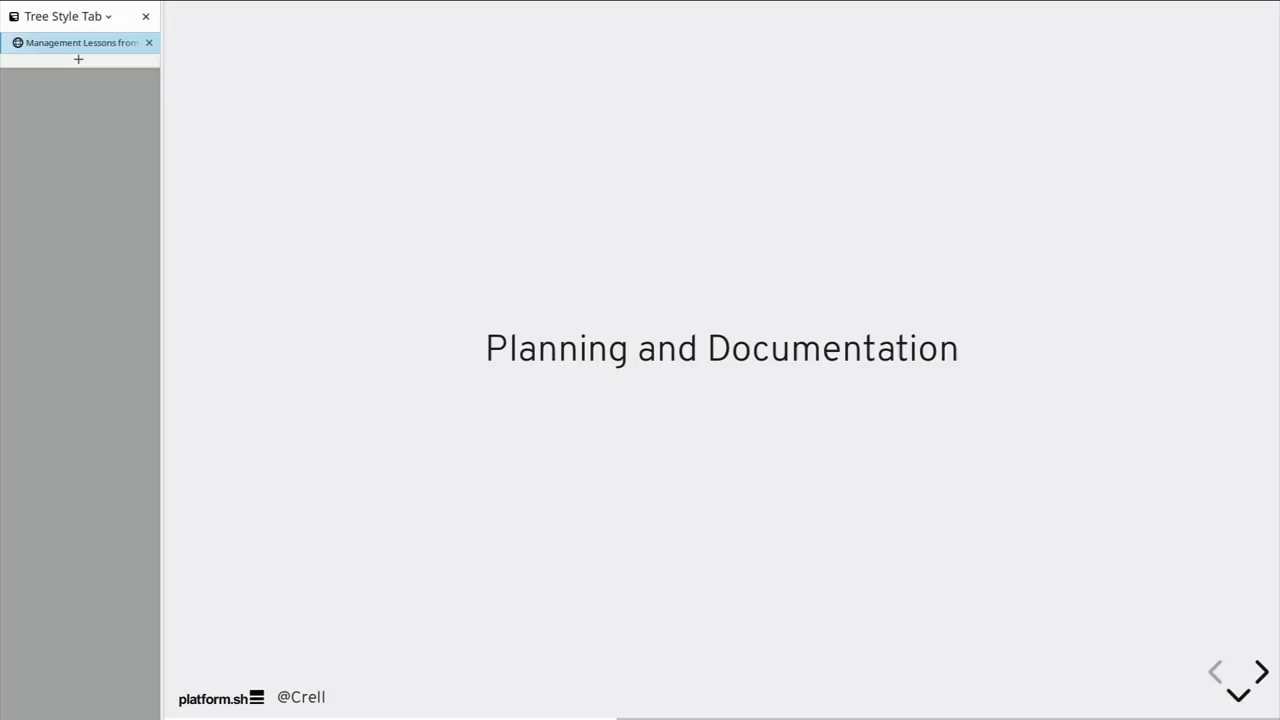 Tree Style Tab
Management Lessons from
Planning and Documentation
platform.sh @Crell